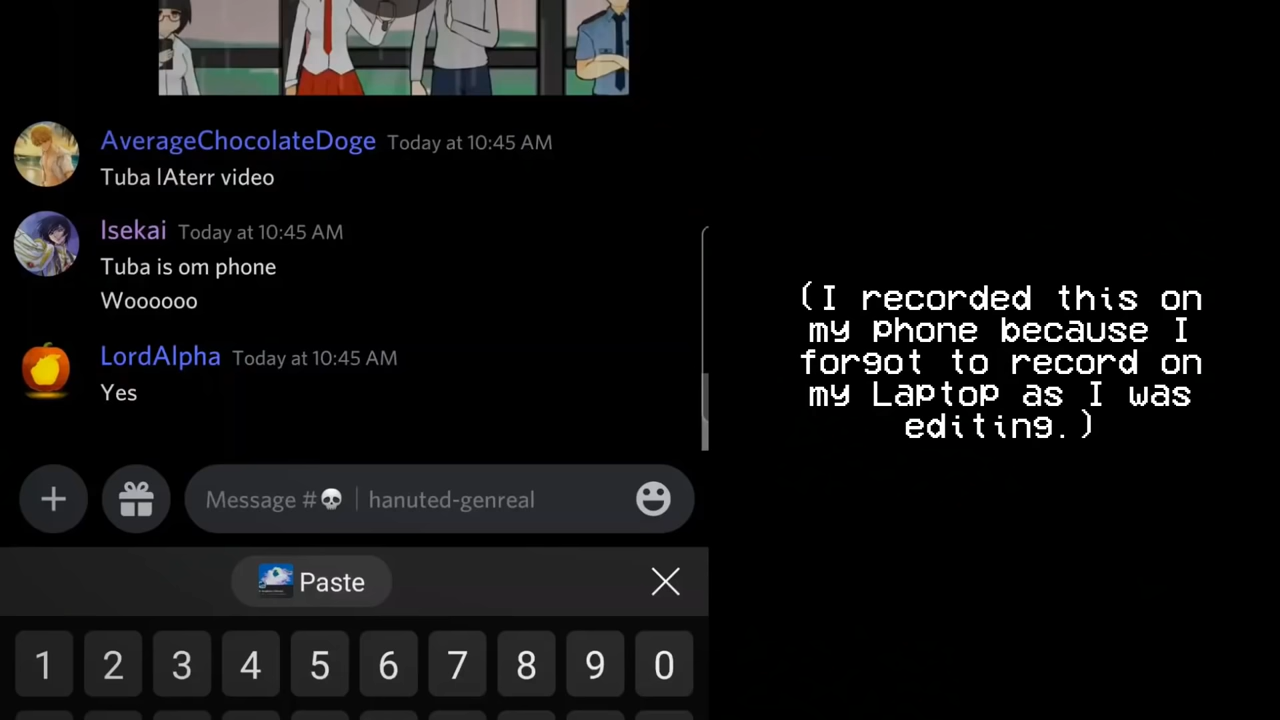 AverageChocolateDoge Today at 10:45 AM
Tuba lAterr video
Isekai Today at 10:45 AM
Tuba is om phone
Woooooo
LordAlpha Today at 10:45 AM
Yes
Message #💀│hanuted-genreal
Paste
1 2 3 4 5 6 7 8 9 0
(I recorded this on
my phone because I
forgot to record on
my Laptop as I was
editing.)